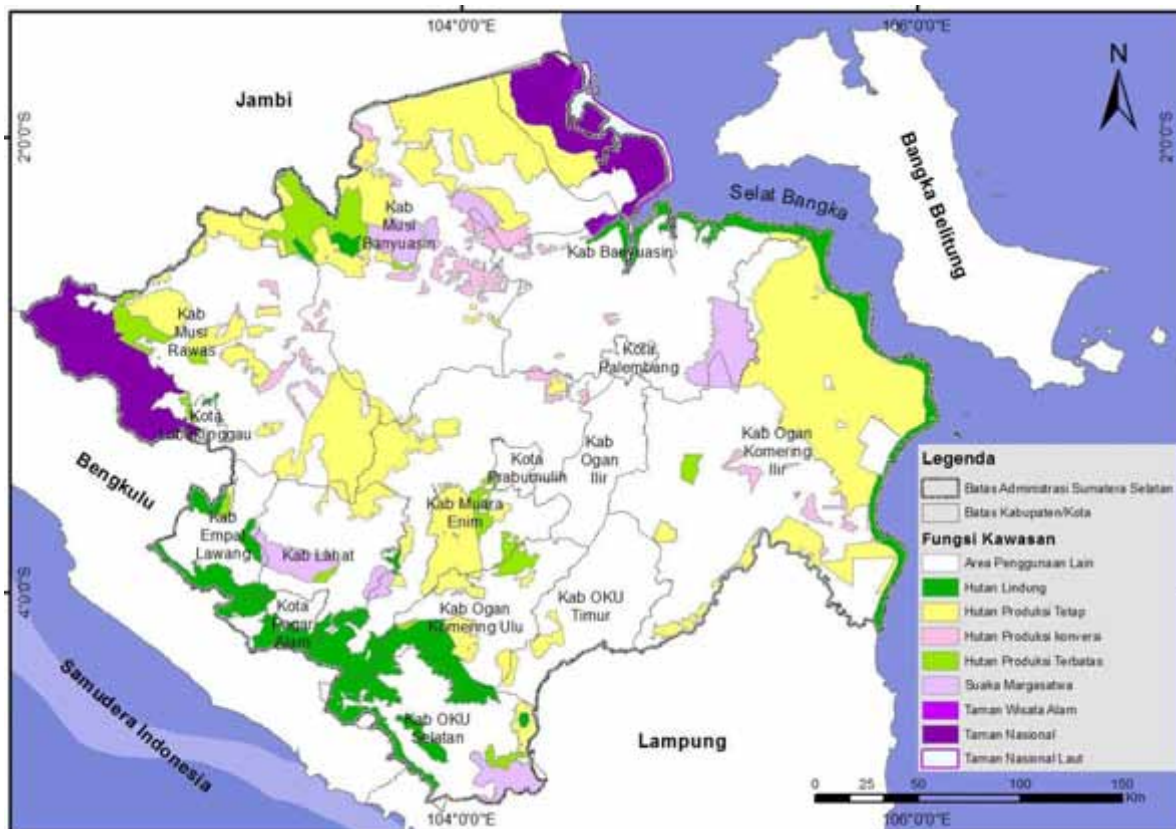 104°0'0"E
106°0'0"E
N
Jambi
2°0'0"S
2°0'0"S
Bangka Belitung
Selat Bangka
Kab
Musi
Banyuasin
Kab Banyuasin
Kab
Musi
Rawas
Kota
Palembang
Kota
Kab
Ogan
Ilir
Kab Ogan
Komering
Ilir
Kota
Prabumulih
Bengkulu
Kab Muara
Enim
Kab
Empat
Lawang
Kab Lahat
4°0'0"S
Kota
Pagar
Alam
Kab Ogan
Komering Ulu
Kab OKU
Timur
Samudera Indonesia
Kab OKU
Selatan
Lampung
Legenda
Batas Administrasi Sumatera Selatan
Batas Kabupaten/Kota
Fungsi Kawasan
Area Penggunaan Lain
Hutan Lindung
Hutan Produksi Tetap
Hutan Produksi konversi
Hutan Produksi Terbatas
Suaka Margasatwa
Taman Wisata Alam
Taman Nasional
Taman Nasional Laut
0 25 50 100 150
Km
104°0'0"E
106°0'0"E